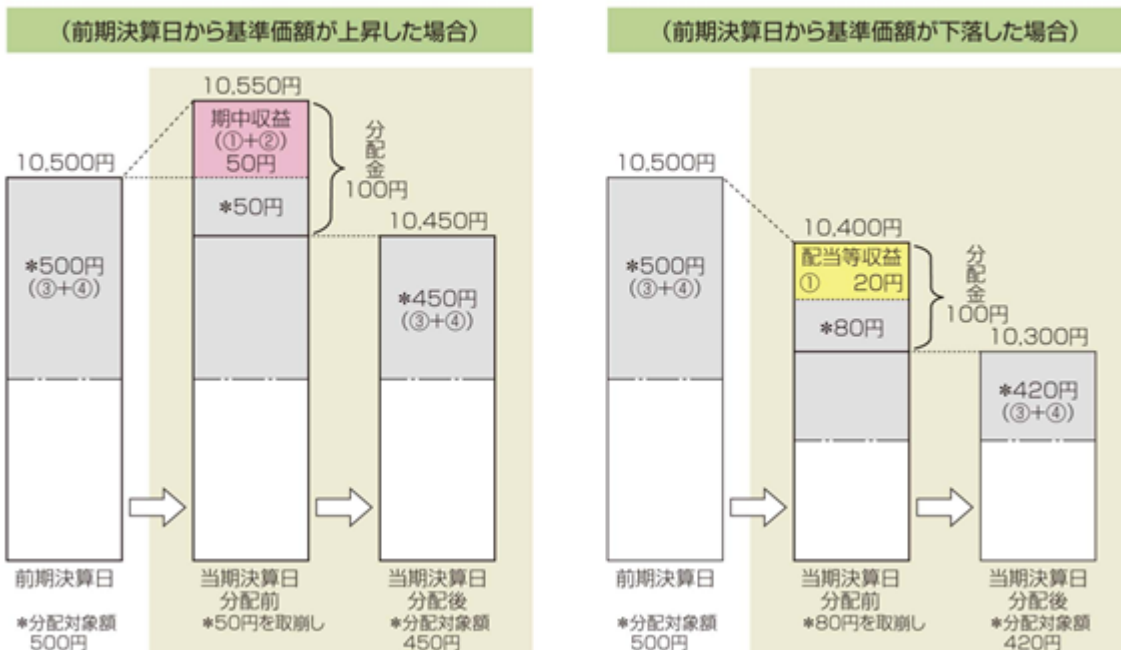 (前期決算日から基準価額が上昇した場合)
10,550円
期中収益
(①+②)
50円
分配金
100円
10,500円
*50円
10,450円
*500円
(③+④)
*450円
(③+④)
前期決算日
当期決算日
分配前
当期決算日
分配後
*分配対象額
500円
*50円を取崩し
*分配対象額
450円
(前期決算日から基準価額が下落した場合)
10,500円
10,400円
配当等収益
① 20円
分配金
100円
*500円
(③+④)
*80円
10,300円
*420円
(③+④)
前期決算日
当期決算日
分配前
当期決算日
分配後
*分配対象額
500円
*80円を取崩し
*分配対象額
420円